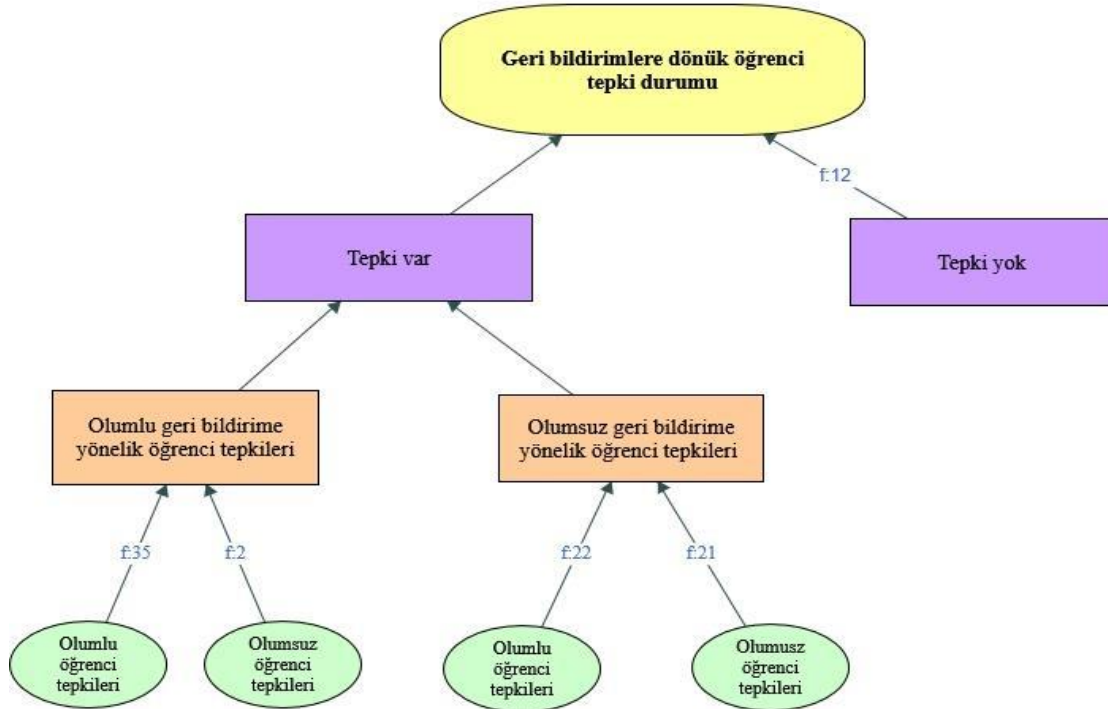 Geri bildirimlere dönük öğrenci
tepki durumu
f:12
Tepki var
Tepki yok
Olumlu geri bildirime
yönelik öğrenci tepkileri
Olumsuz geri bildirime
yönelik öğrenci tepkileri
f:35
f:2
f:22
f:21
Olumlu
öğrenci
tepkileri
Olumsuz
öğrenci
tepkileri
Olumlu
öğrenci
tepkileri
Olumusz
öğrenci
tepkileri